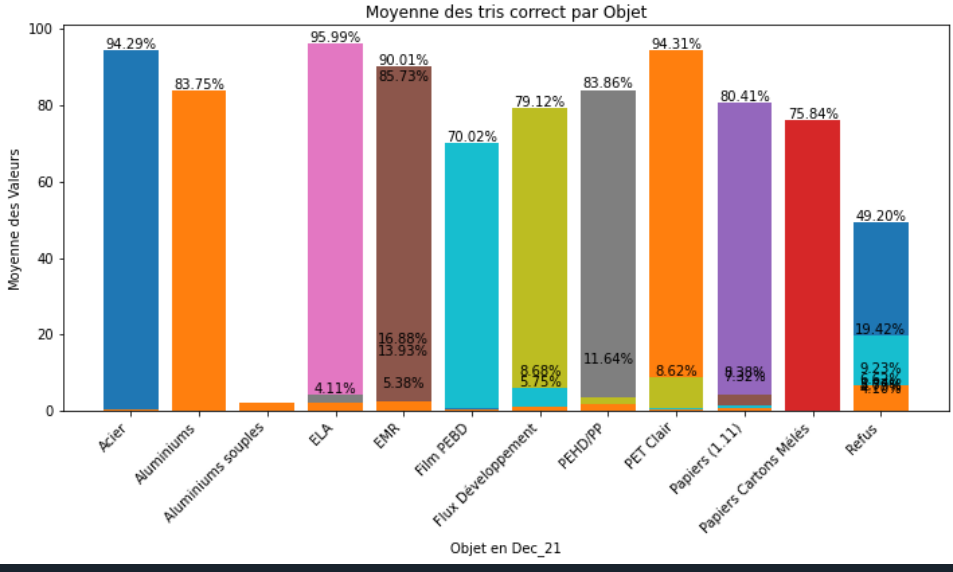 Moyenne des tris correct par Objet
Moyenne des Valeurs
100
80
60
40
20
0
94.29%
83.75%
95.99%
4.11%
90.01%
85.73%
16.88%
13.93%
5.38%
70.02%
79.12%
8.68%
5.75%
83.86%
11.64%
94.31%
8.62%
80.41%
8.38%
7.32%
75.84%
49.20%
19.42%
9.23%
Acier
Aluminiums
Aluminiums souples
ELA
EMR
Film PEBD
Flux Développement
PEHD/PP
PET Clair
Papiers (1.11)
Papiers Cartons Mélés
Refus
Objet en Dec_21